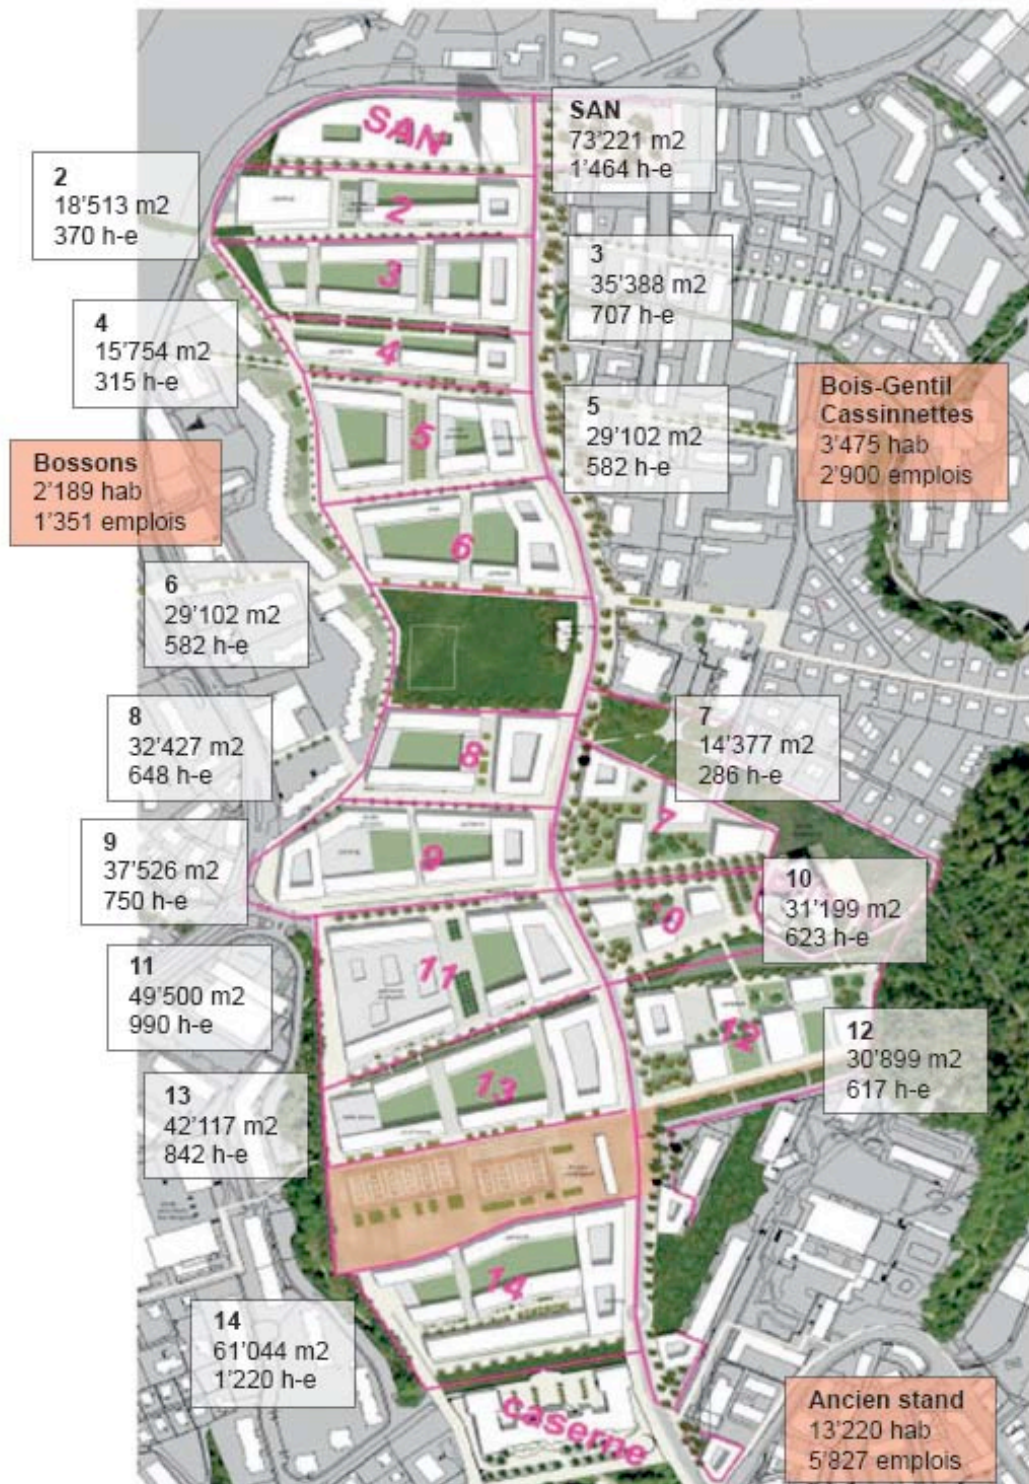 SAN
SAN
73'221 m2
1'464 h-e
2
18'513 m2
370 h-e
2
3
35'388 m2
707 h-e
3
4
15'754 m2
315 h-e
4
Bois-Gentil
Cassinnettes
3'475 hab
2'900 emplois
5
29'102 m2
582 h-e
5
Bossons
2'189 hab
1'351 emplois
6
6
29'102 m2
582 h-e
7
14'377 m2
286 h-e
8
32'427 m2
648 h-e
8
7
9
37'526 m2
750 h-e
9
10
31'199 m2
623 h-e
11
49'500 m2
990 h-e
11
12
12
30'899 m2
617 h-e
13
42'117 m2
842 h-e
13
14
14
61'044 m2
1'220 h-e
caserne
Ancien stand
13'220 hab
5'827 emplois